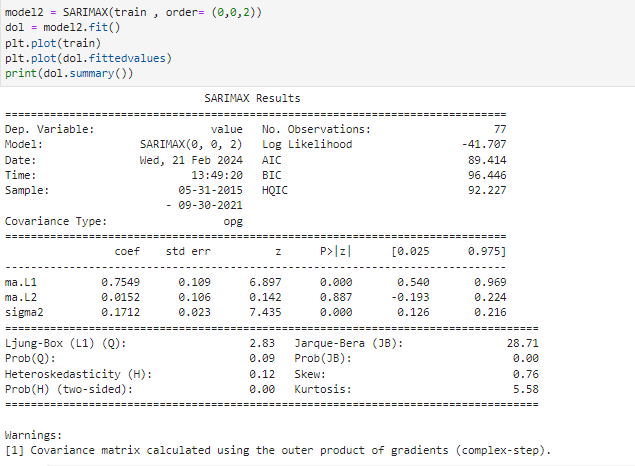 model2 = SARIMAX(train , order= (0,0,2))
dol = model2.fit()
plt.plot(train)
plt.plot(dol.fittedvalues)
print(dol.summary())
SARIMAX Results
==============================================================================
Dep. Variable:                  value   No. Observations:                   77
Model:               SARIMAX(0, 0, 2)   Log Likelihood                 -41.707
Date:                Wed, 21 Feb 2024   AIC                             89.414
Time:                        13:49:20   BIC                             96.446
Sample:                    05-31-2015   HQIC                            92.227
- 09-30-2021
Covariance Type:                  opg
==============================================================================
coef    std err          z      P>|z|      [0.025      0.975]
------------------------------------------------------------------------------
ma.L1          0.7549      0.109      6.897      0.000       0.540       0.969
ma.L2          0.0152      0.106      0.142      0.887      -0.193       0.224
sigma2         0.1712      0.023      7.435      0.000       0.126       0.216
===================================================================================
Ljung-Box (L1) (Q):                   2.83   Jarque-Bera (JB):                28.71
Prob(Q):                              0.09   Prob(JB):                         0.00
Heteroskedasticity (H):               0.12   Skew:                             0.76
Prob(H) (two-sided):                  0.00   Kurtosis:                         5.58
===================================================================================
Warnings:
[1] Covariance matrix calculated using the outer product of gradients (complex-step).